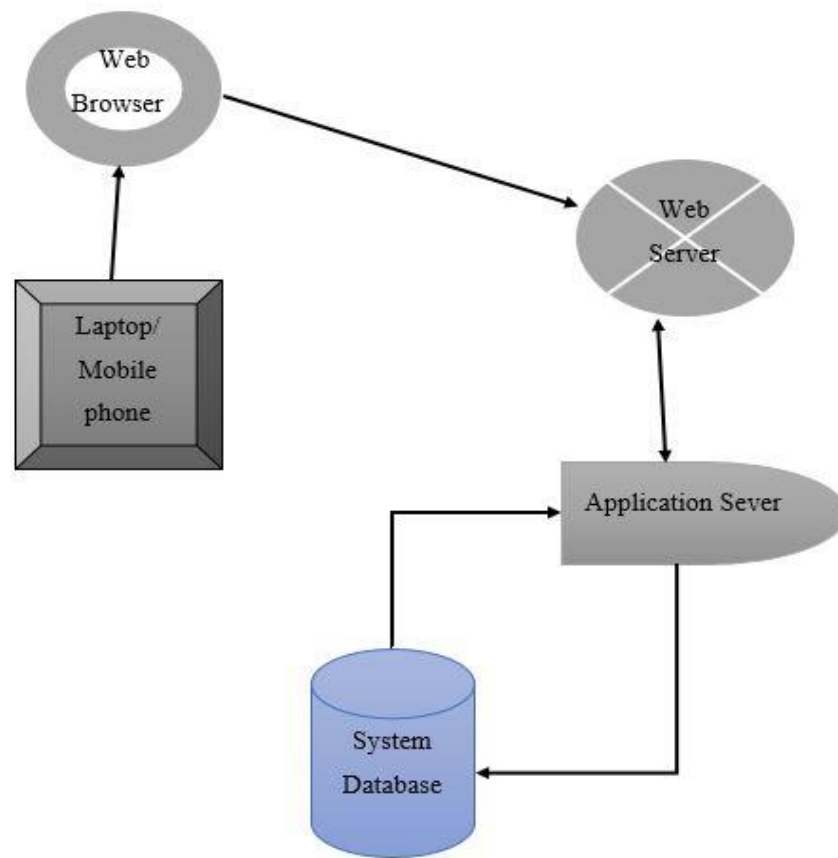 Web
Browser
Web
Server
Laptop/
Mobile
phone
Application Sever
System
Database